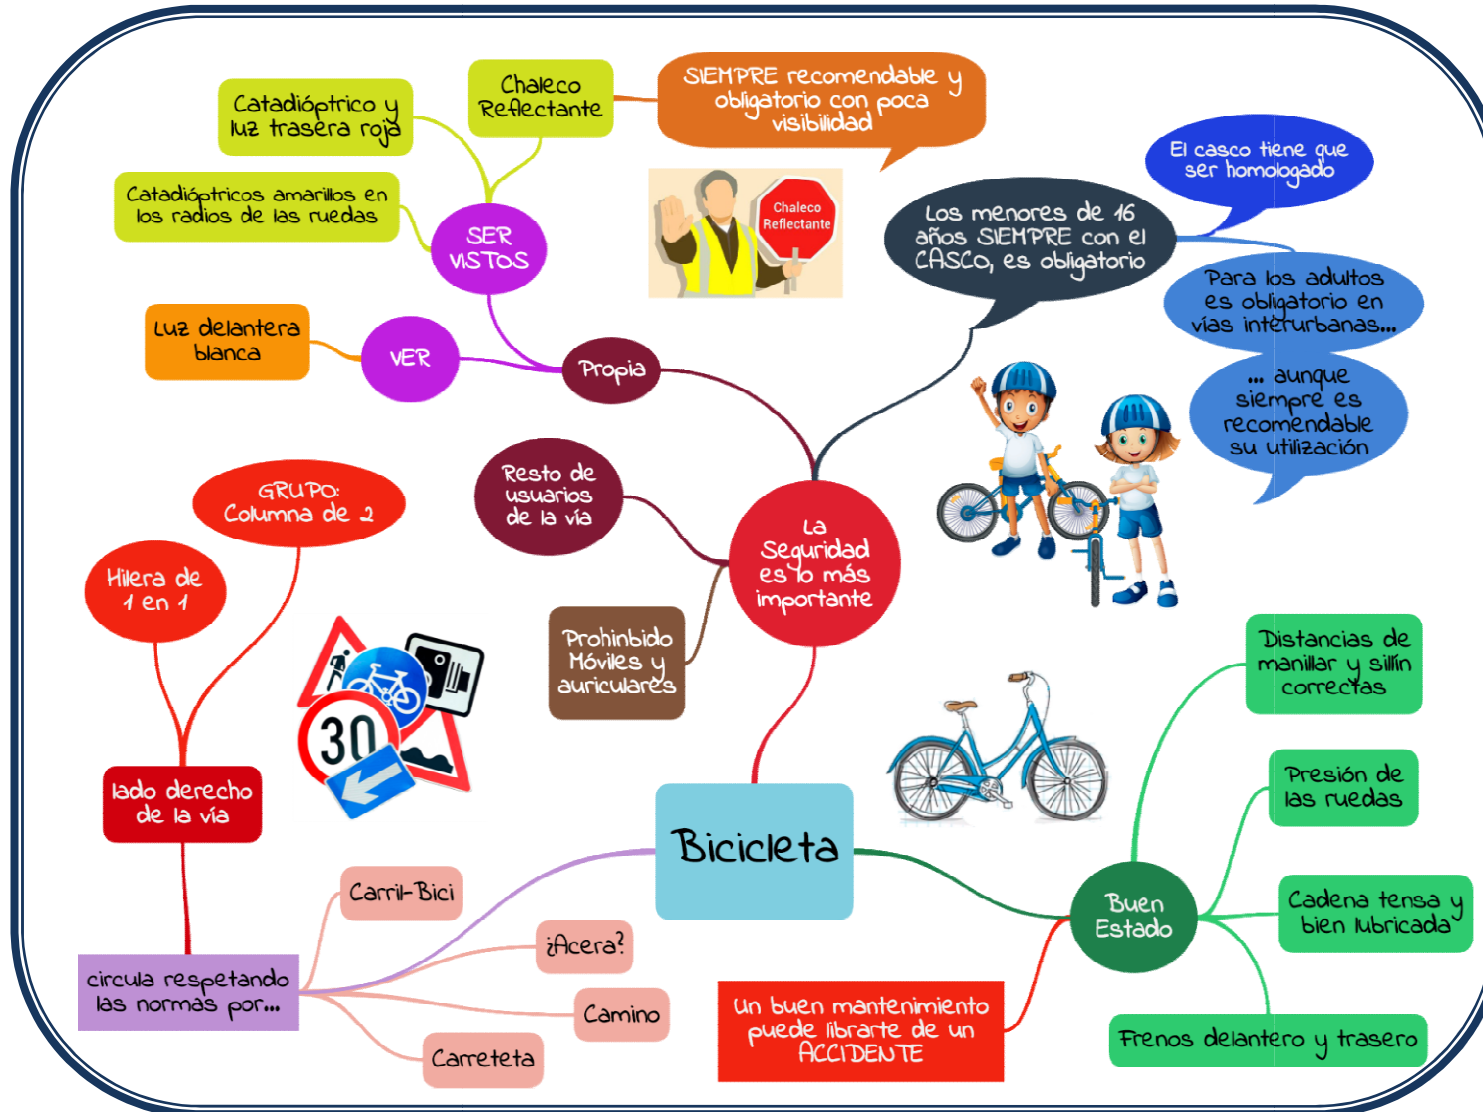 Catadióptrico y
luz trasera roja
Chaleco
Reflectante
SIEMPRE recomendable y
obligatorio con poca
visibilidad
Catadióptricos amarillos en
los radios de las ruedas
SER
VISTOS
Chaleco
Reflectante
El casco tiene que
ser homologado
Los menores de 16
años SIEMPRE con el
CASCO, es obligatorio
Para los adultos
es obligatorio en
vías interurbanas...
... aunque
siempre es
recomendable
su utilización
Luz delantera
blanca
VER
Propia
Resto de
usuarios
de la vía
La
Seguridad
es lo más
importante
Prohinbido
Móviles y
auriculares
GRUPO:
Columna de 2
Hilera de
1 en 1
30
lado derecho
de la vía
Bicicleta
Distancias de
manillar y sillín
correctas
Presión de
las ruedas
Buen
Estado
Cadena tensa y
bien lubricada
Frenos delantero y trasero
Un buen mantenimiento
puede librarte de un
ACCIDENTE
circula respetando
las normas por...
Carril-Bici
¿Acera?
Camino
Carreteta